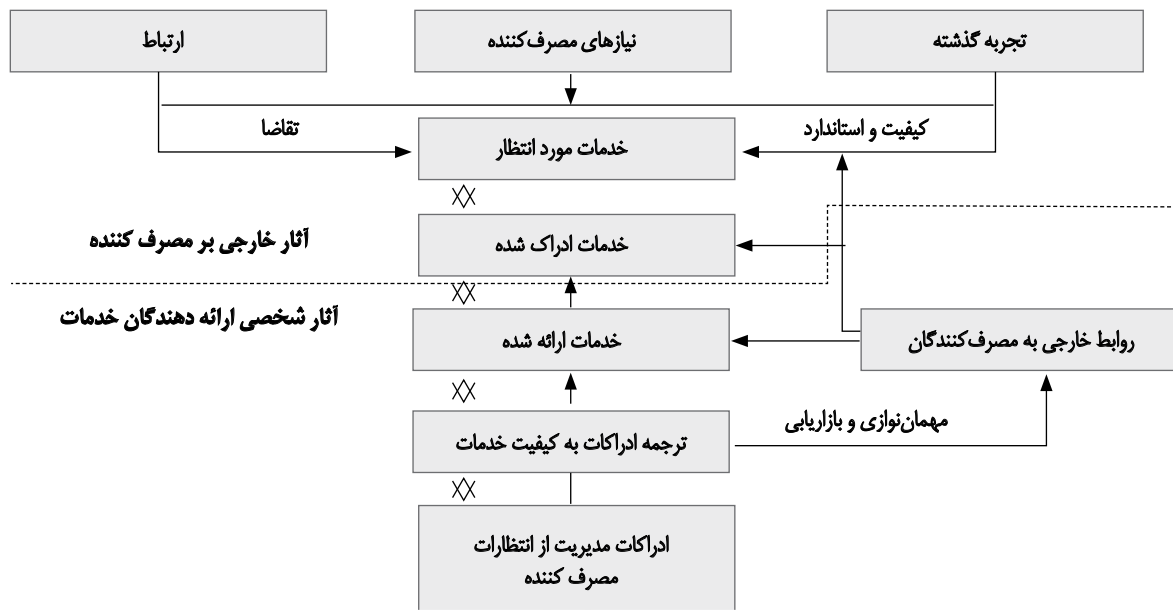 تجربه گذشته
نیازهای مصرف‌کننده
ارتباط
کیفیت و استاندارد
تقاضا
خدمات مورد انتظار
خدمات ادراک شده
آثار خارجی بر مصرف کننده
آثار شخصی ارائه دهندگان خدمات
خدمات ارائه شده
روابط خارجی به مصرف‌کنندگان
مهمان‌نوازی و بازاریابی
ترجمه ادراکات به کیفیت خدمات
ادراکات مدیریت از انتظارات
مصرف کننده